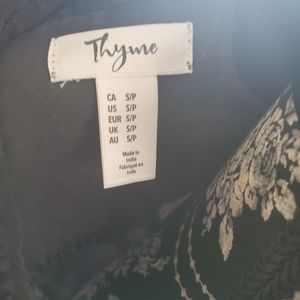 Thyme
CA S/P
US S/P
EUR S/P
UK S/P
AU S/P
Made in
India
Fabriqué en
Inde